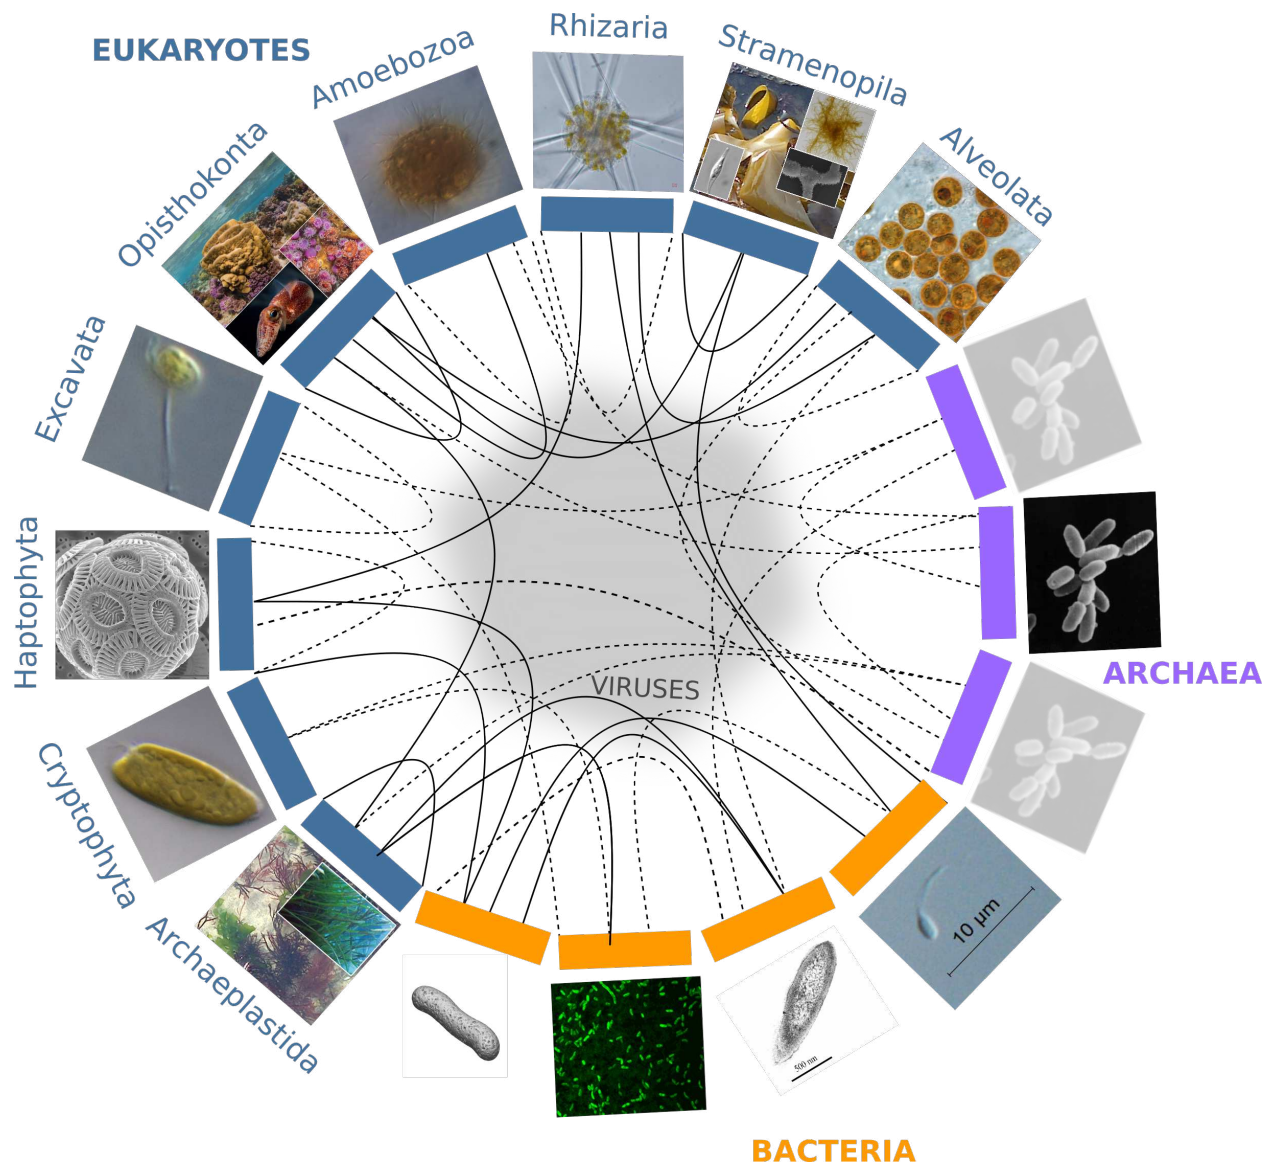 EUKARYOTES
Amoebozoa
Rhizaria
Stramenopila
Alveolata
Opisthokonta
Excavata
Haptophyta
Cryptophyta
Archaeplastida
VIRUSES
ARCHAEA
10 µm
500 nm
BACTERIA